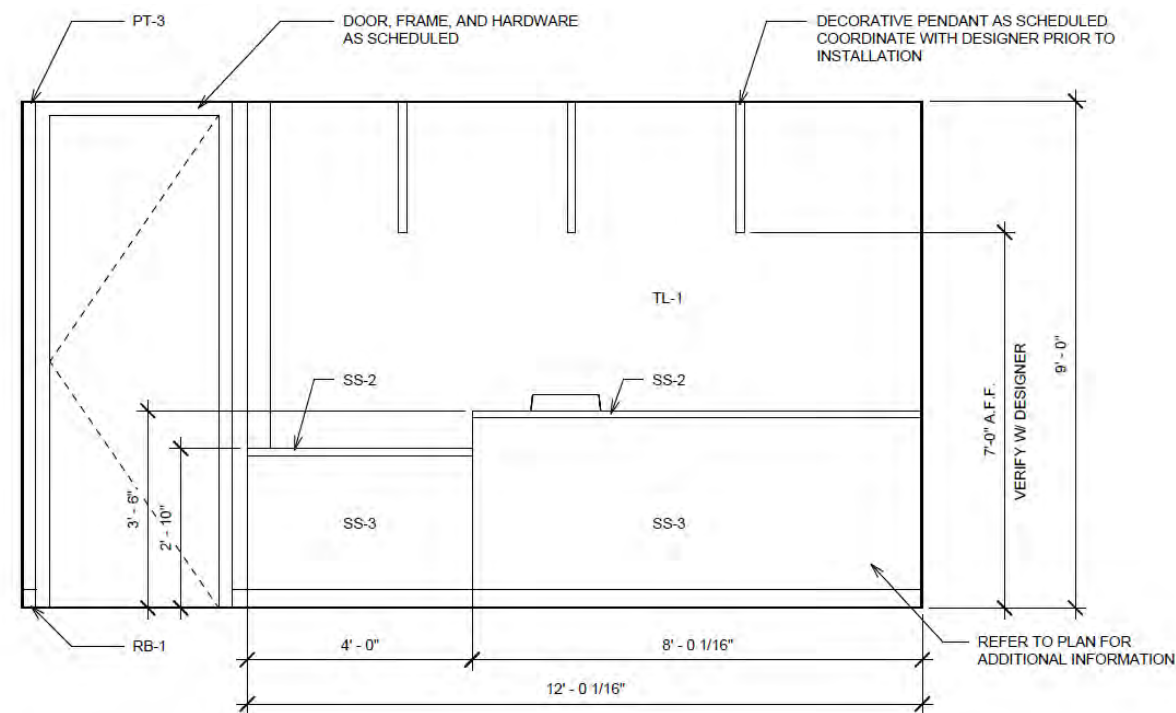 PT-3
DOOR, FRAME, AND HARDWARE
AS SCHEDULED
DECORATIVE PENDANT AS SCHEDULED
COORDINATE WITH DESIGNER PRIOR TO
INSTALLATION
TL-1
SS-2
SS-2
3' - 6"
2' - 10"
SS-3
SS-3
7'-0" A.F.F.
VERIFY W/ DESIGNER
9' - 0"
RB-1
4' - 0"
8' - 0 1/16"
REFER TO PLAN FOR
ADDITIONAL INFORMATION
12' - 0 1/16"